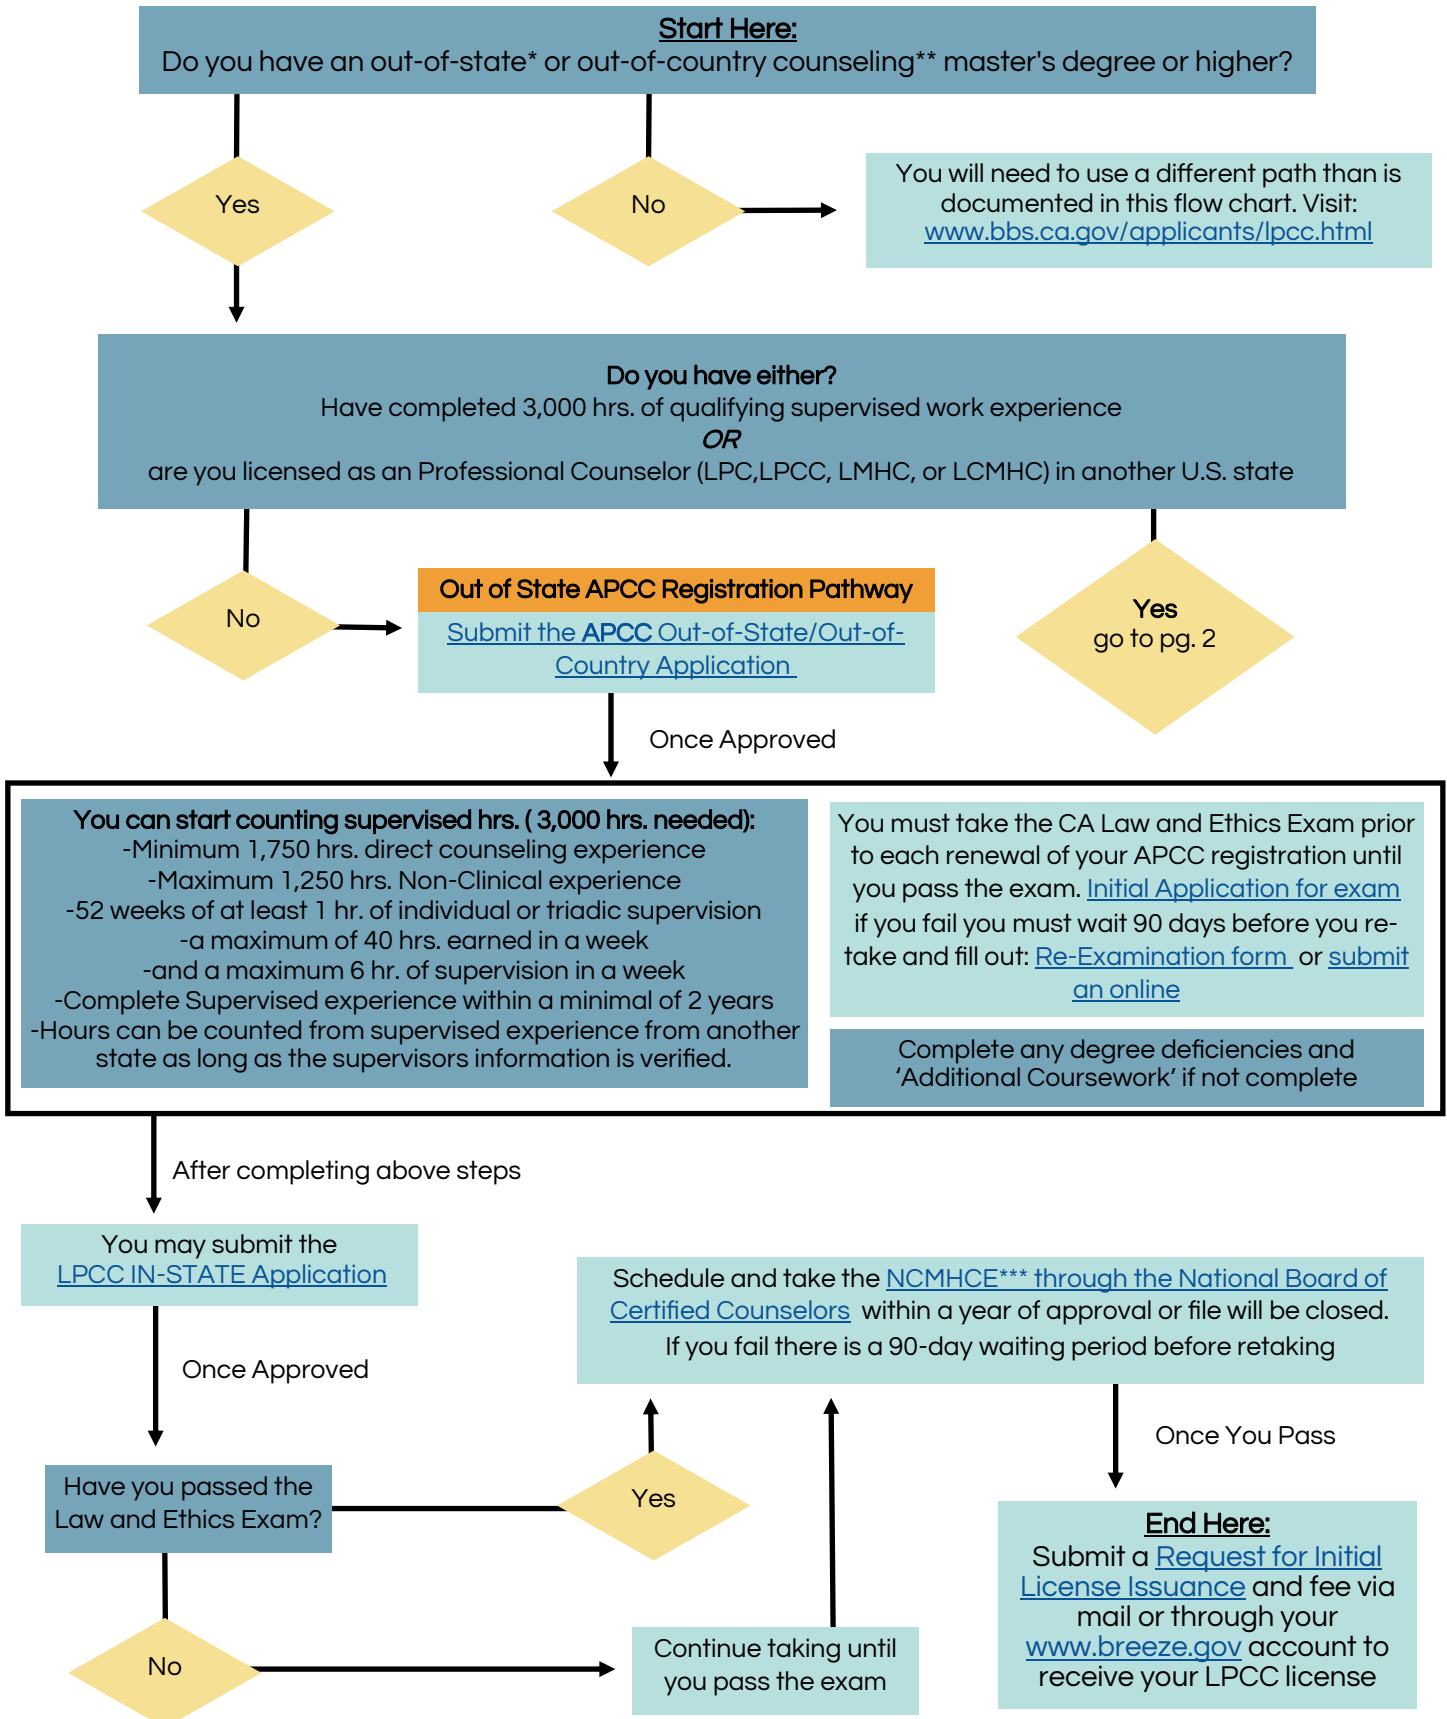 Start Here:
Do you have an out-of-state* or out-of-country counseling** master's degree or higher?
Yes
No
You will need to use a different path than is
documented in this flow chart. Visit:
www.bbs.ca.gov/applicants/lpcc.html
Do you have either?
Have completed 3,000 hrs. of qualifying supervised work experience
OR
are you licensed as an Professional Counselor (LPC,LPCC, LMHC, or LCMHC) in another U.S. state
No
Out of State APCC Registration Pathway
Submit the APCC Out-of-State/Out-of-
Country Application
Yes
go to pg. 2
Once Approved
You can start counting supervised hrs. ( 3,000 hrs. needed):
-Minimum 1,750 hrs. direct counseling experience
-Maximum 1,250 hrs. Non-Clinical experience
-52 weeks of at least 1 hr. of individual or triadic supervision
-a maximum of 40 hrs. earned in a week
-and a maximum 6 hr. of supervision in a week
-Complete Supervised experience within a minimal of 2 years
-Hours can be counted from supervised experience from another
state as long as the supervisors information is verified.
You must take the CA Law and Ethics Exam prior
to each renewal of your APCC registration until
you pass the exam. Initial Application for exam
if you fail you must wait 90 days before you re-
take and fill out: Re-Examination form or submit
an online
Complete any degree deficiencies and
‘Additional Coursework’ if not complete
After completing above steps
You may submit the
LPCC IN-STATE Application
Once Approved
Have you passed the
Law and Ethics Exam?
Yes
No
Continue taking until
you pass the exam
Schedule and take the NCMHCE*** through the National Board of
Certified Counselors within a year of approval or file will be closed.
If you fail there is a 90-day waiting period before retaking
Once You Pass
End Here:
Submit a Request for Initial
License Issuance and fee via
mail or through your
www.breeze.gov account to
receive your LPCC license